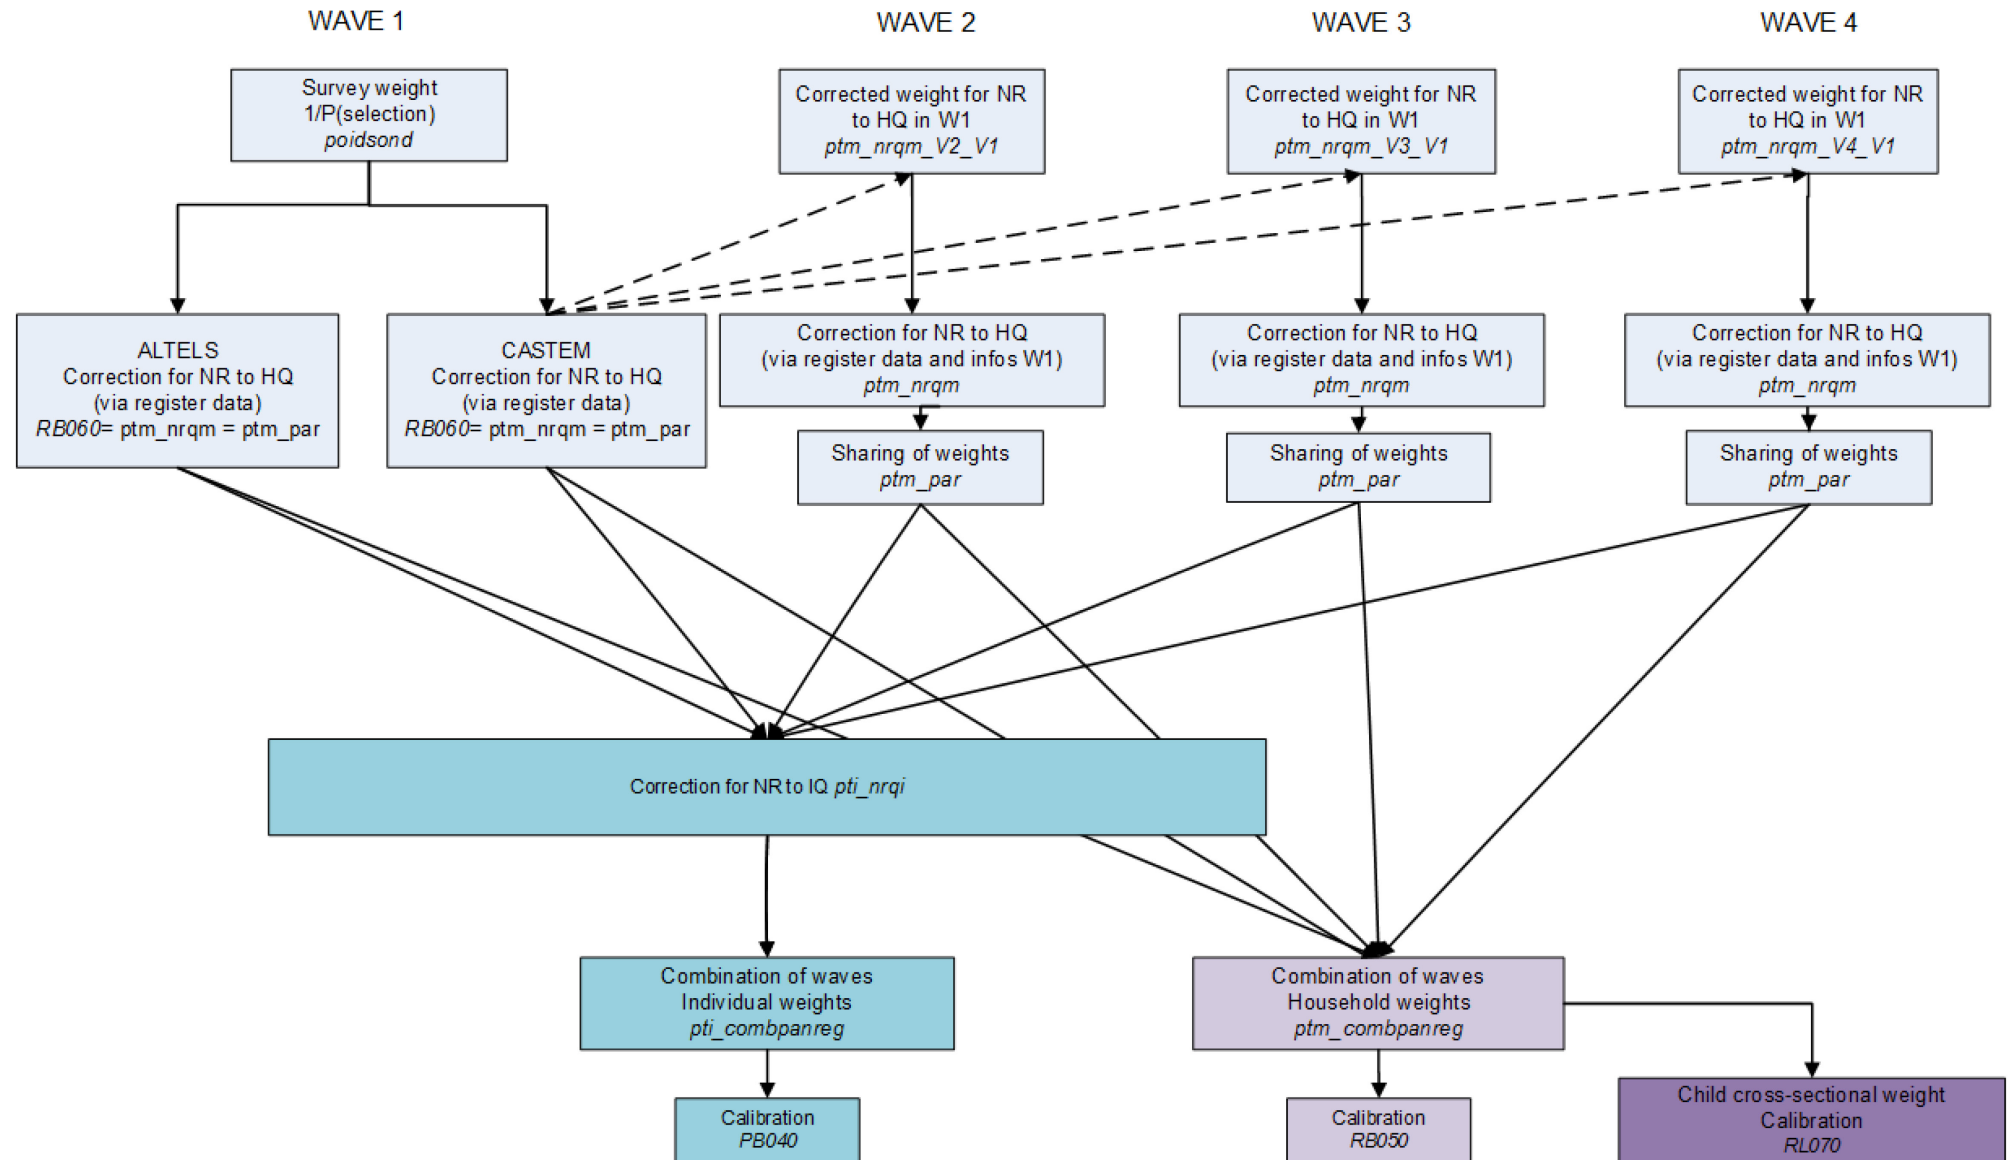 WAVE 1
WAVE 2
WAVE 3
WAVE 4
Survey weight
1/P(selection)
poidsond
Corrected weight for NR
to HQ in W1
ptm_nrqm_V2_V1
Corrected weight for NR
to HQ in W1
ptm_nrqm_V3_V1
Corrected weight for NR
to HQ in W1
ptm_nrqm_V4_V1
ALTELS
Correction for NR to HQ
(via register data)
RB060= ptm_nrqm = ptm_par
CASTEM
Correction for NR to HQ
(via register data)
RB060= ptm_nrqm = ptm_par
Correction for NR to HQ
(via register data and infos W1)
ptm_nrqm
Correction for NR to HQ
(via register data and infos W1)
ptm_nrqm
Correction for NR to HQ
(via register data and infos W1)
ptm_nrqm
Sharing of weights
ptm_par
Sharing of weights
ptm_par
Sharing of weights
ptm_par
Correction for NR to IQ pti_nrqi
Combination of waves
Individual weights
pti_combpanreg
Combination of waves
Household weights
ptm_combpanreg
Calibration
PB040
Calibration
RB050
Child cross-sectional weight
Calibration
RL070